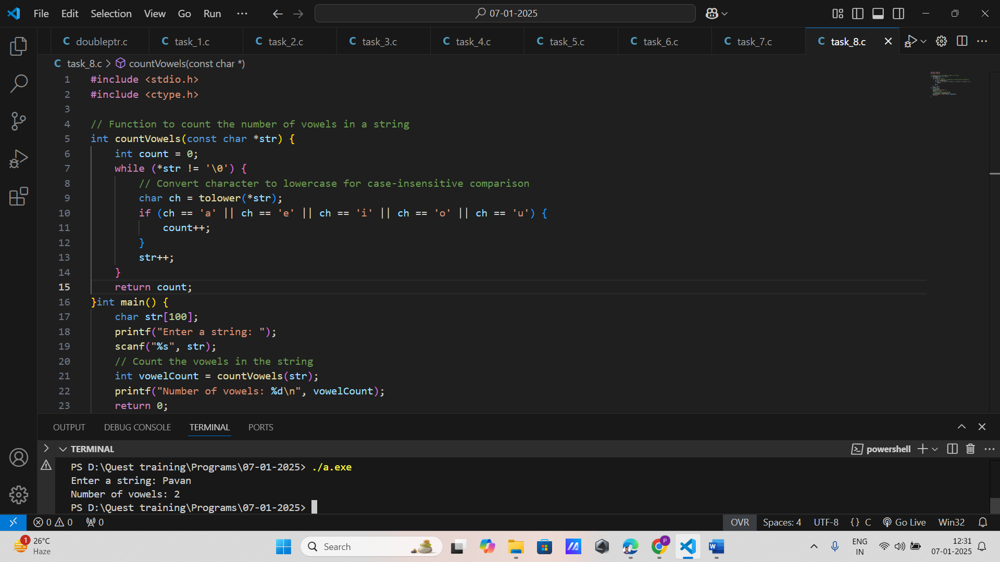 File Edit Selection View Go Run ··· 07-01-2025
doubleptr.c task_1.c task_2.c task_3.c task_4.c task_5.c task_6.c task_7.c task_8.c
C task_8.c > countVowels(const char *)
1 #include <stdio.h>
2 #include <ctype.h>
3
4 // Function to count the number of vowels in a string
5 int countVowels(const char *str) {
6     int count = 0;
7     while (*str != '\0') {
8         // Convert character to lowercase for case-insensitive comparison
9         char ch = tolower(*str);
10         if (ch == 'a' || ch == 'e' || ch == 'i' || ch == 'o' || ch == 'u') {
11             count++;
12         }
13         str++;
14     }
15     return count;
16 }int main() {
17     char str[100];
18     printf("Enter a string: ");
19     scanf("%s", str);
20     // Count the vowels in the string
21     int vowelCount = countVowels(str);
22     printf("Number of vowels: %d\n", vowelCount);
23     return 0;
OUTPUT DEBUG CONSOLE TERMINAL PORTS
TERMINAL powershell
PS D:\Quest training\Programs\07-01-2025> ./a.exe
Enter a string: Pavan
Number of vowels: 2
PS D:\Quest training\Programs\07-01-2025>
0 0 0 OVR Spaces: 4 UTF-8 {} C Go Live Win32
1 26°C
Haze
Search
P
W
ENG
IN
12:31
07-01-2025